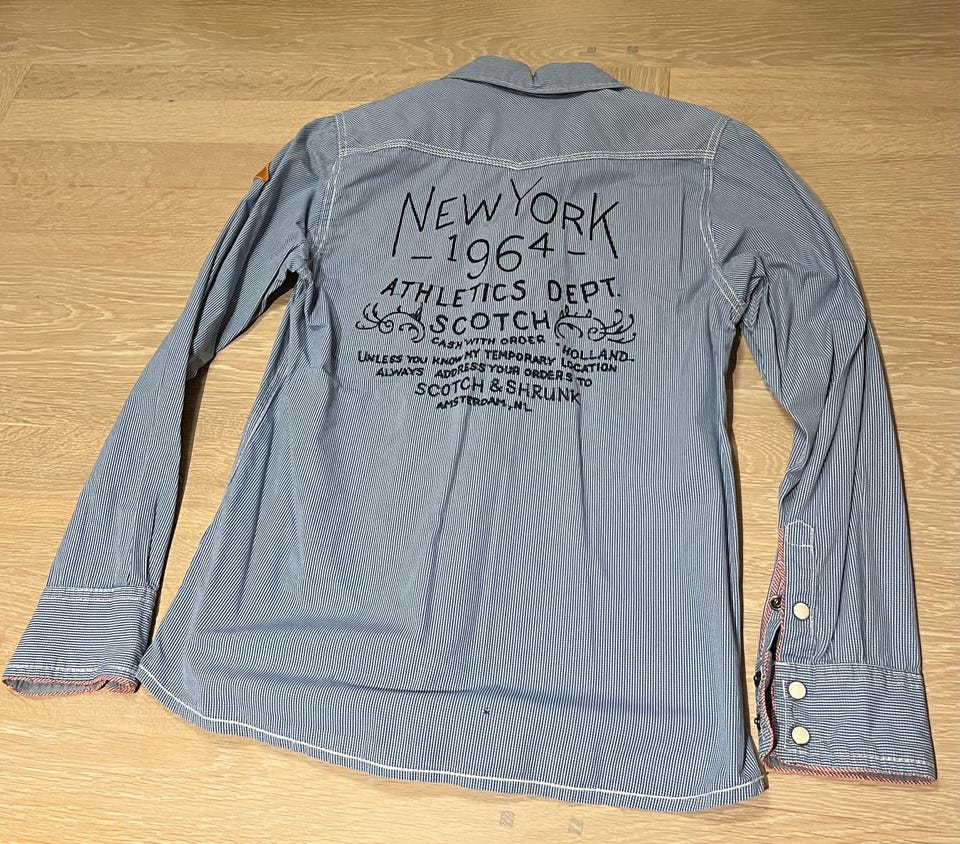 NEW YORK
-1964-
ATHLETICS DEPT.
SCOTCH
CASH WITH ORDER · HOLLAND
UNLESS YOU KNOW MY TEMPORARY LOCATION
ALWAYS ADDRESS YOUR ORDERS TO
SCOTCH & SHRUNK
AMSTERDAM, NL